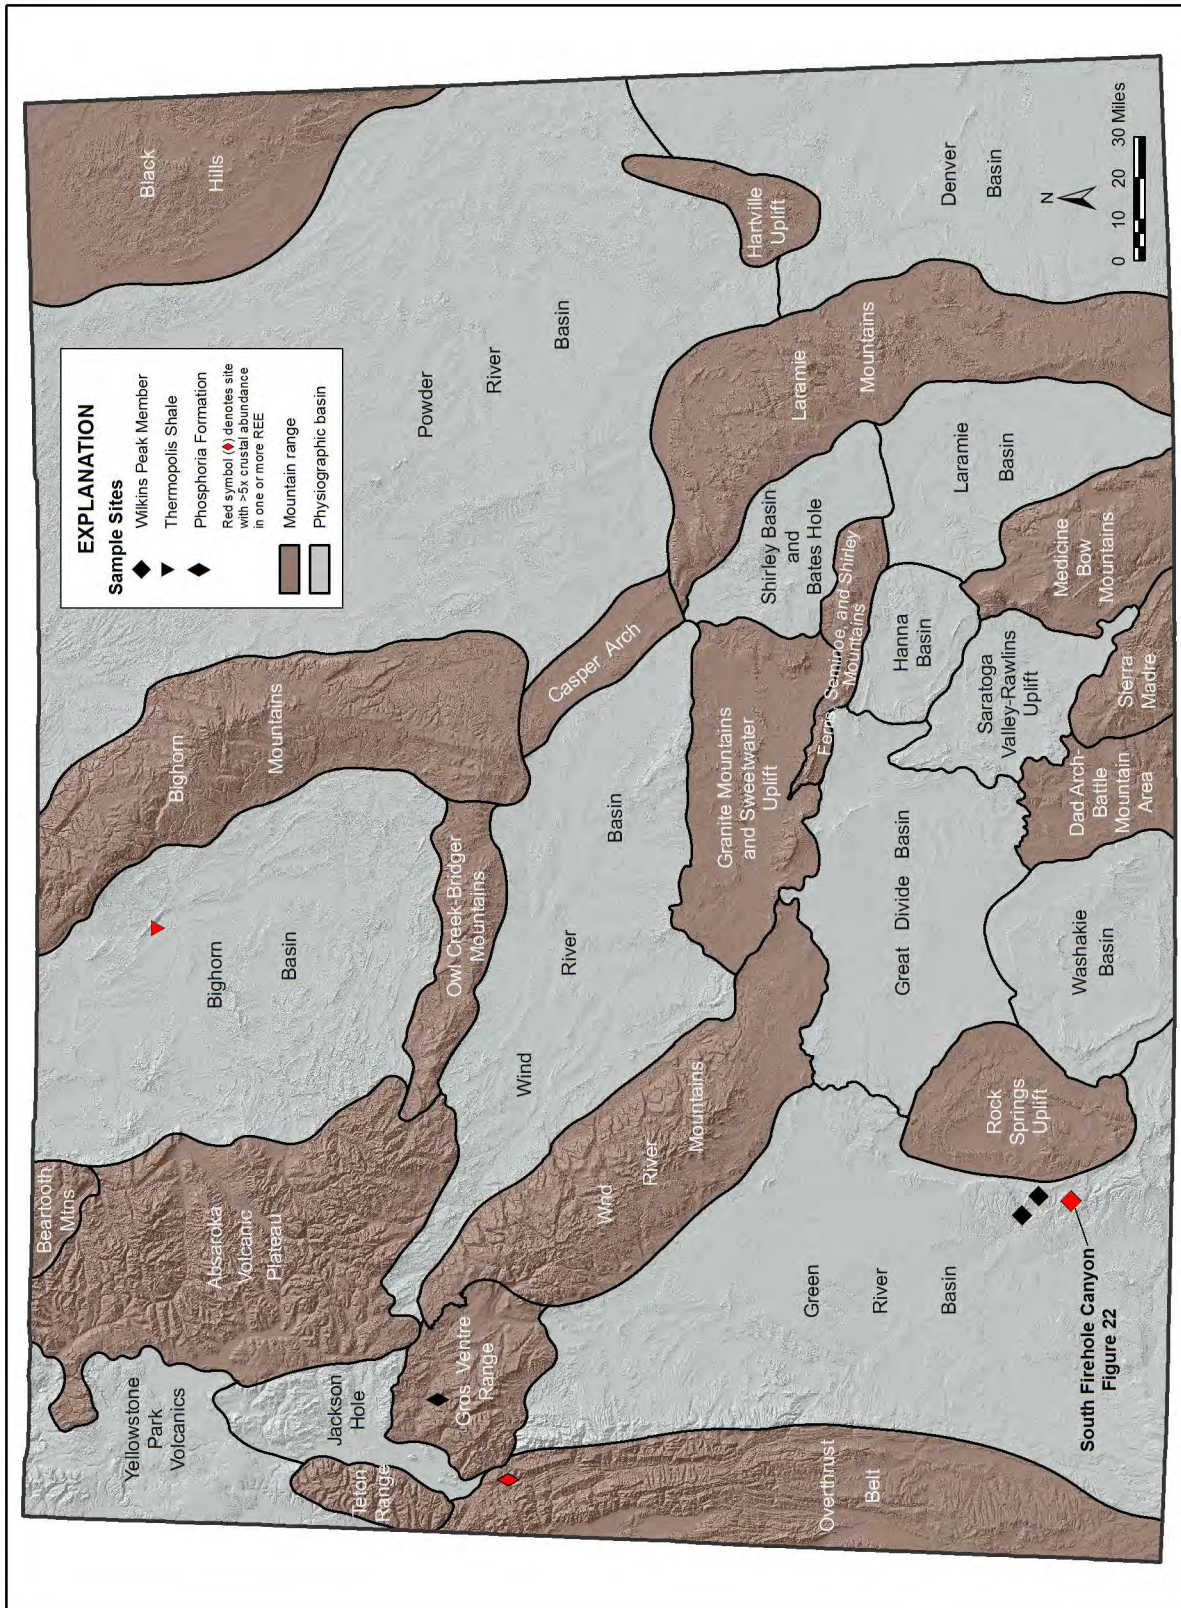 EXPLANATION
Sample Sites
Wilkins Peak Member
Thermopolis Shale
Phosphoria Formation
Red symbol (♦) denotes site
with >5x crustal abundance
in one or more REE
Mountain range
Physiographic basin
Yellowstone
Park
Volcanics
Beartooth
Mtns
Absaroka
Volcanic
Plateau
Bighorn
Basin
Bighorn
Mountains
Black
Hills
Powder
River
Basin
Teton
Range
Jackson
Hole
Gros Ventre
Range
Owl Creek-Bridger
Mountains
Wind
River
Basin
Casper Arch
Wind
River
Mountains
Granite Mountains
and Sweetwater
Uplift
Shirley Basin
and
Bates Hole
Ferris, Seminoe, and Shirley
Mountains
Laramie
Mountains
Hartville
Uplift
Denver
Basin
Overthrust
Belt
Green
River
Basin
Great Divide Basin
Hanna
Basin
Laramie
Basin
Rock
Springs
Uplift
Washakie
Basin
Saratoga
Valley-Rawlins
Uplift
Dad Arch-
Battle
Mountain
Area
Sierra
Madre
Medicine
Bow
Mountains
South Firehole Canyon
Figure 22
N
0 10 20 30 Miles